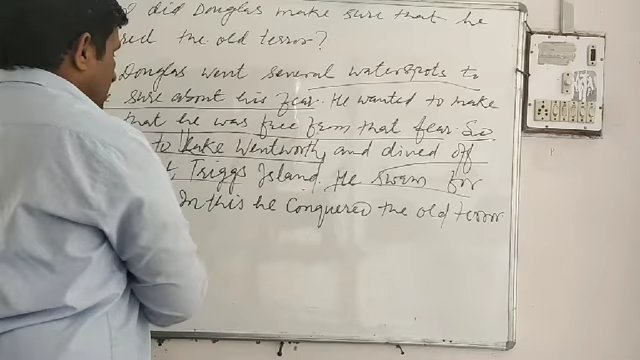 did Douglas make sure that he
the old terror?
Douglas went several waterspots to
sure about his fear. He wanted to make
that he was free from that fear. So
to Lake Wentworth, and dived off
Triggs Island. He swam for
In this he Conquered the old terror